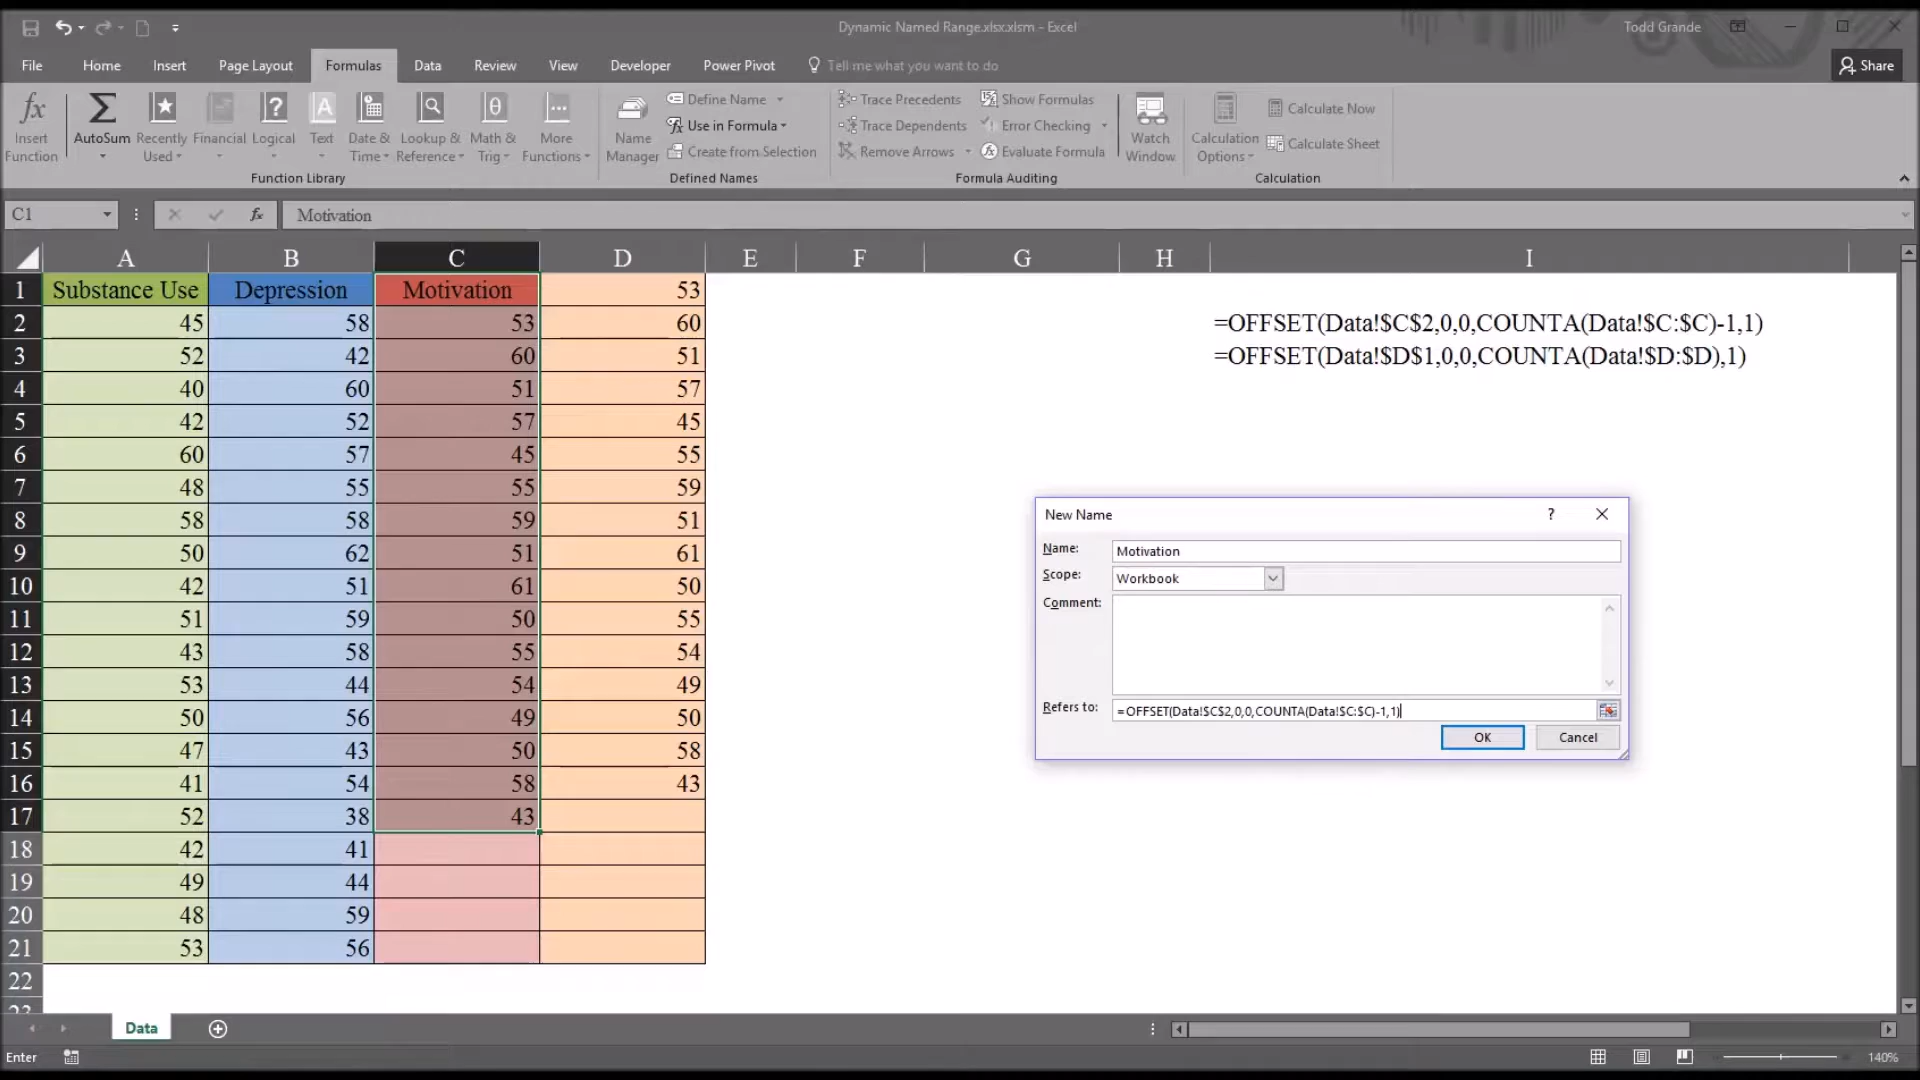 Dynamic Named Range.xlsx.xlsm - Excel
Todd Grande
File Home Insert Page Layout Formulas Data Review View Developer Power Pivot Tell me what you want to do
Share
Insert Function
AutoSum
Recently Used
Financial
Logical
Text
Date & Time
Lookup & Reference
Math & Trig
More Functions
Function Library
Name Manager
Define Name
Use in Formula
Create from Selection
Defined Names
Trace Precedents
Trace Dependents
Remove Arrows
Show Formulas
Error Checking
Evaluate Formula
Formula Auditing
Watch Window
Calculation Options
Calculate Now
Calculate Sheet
Calculation
C1 fx Motivation
A B C D E F G H I
1 Substance Use Depression Motivation 53
2 45 58 53 60 =OFFSET(Data!$C$2,0,0,COUNTA(Data!$C:$C)-1,1)
3 52 42 60 51 =OFFSET(Data!$D$1,0,0,COUNTA(Data!$D:$D),1)
4 40 60 51 57
5 42 52 57 45
6 60 57 45 55
7 48 55 55 59
8 58 58 59 51
9 50 62 51 61
10 42 51 61 50
11 51 59 50 55
12 43 58 55 54
13 53 44 54 49
14 50 56 49 50
15 47 43 50 58
16 41 54 58 43
17 52 38 43
18 42 41
19 49 44
20 48 59
21 53 56
22
23
New Name ?
Name: Motivation
Scope: Workbook
Comment:
Refers to: =OFFSET(Data!$C$2,0,0,COUNTA(Data!$C:$C)-1,1)
OK Cancel
Data
Enter
140%